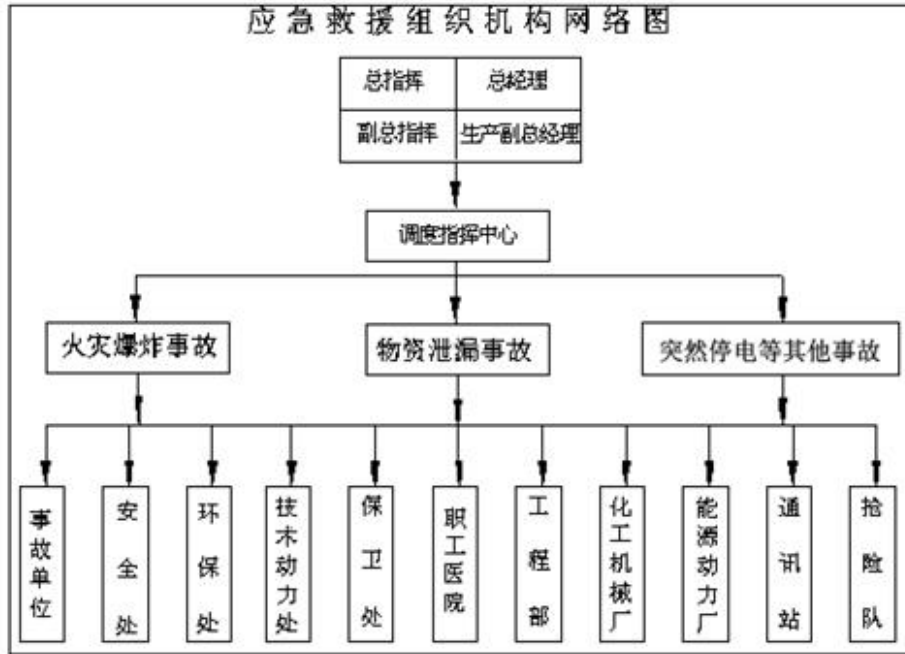 应急救援组织机构网络图
总指挥 总经理
副总指挥 生产副总经理
调度指挥中心
火灾爆炸事故 物资泄漏事故 突然停电等其他事故
事故单位
安全处
环保处
技术动力处
保卫处
职工医院
工程部
化工机械厂
能源动力厂
通讯站
抢险队